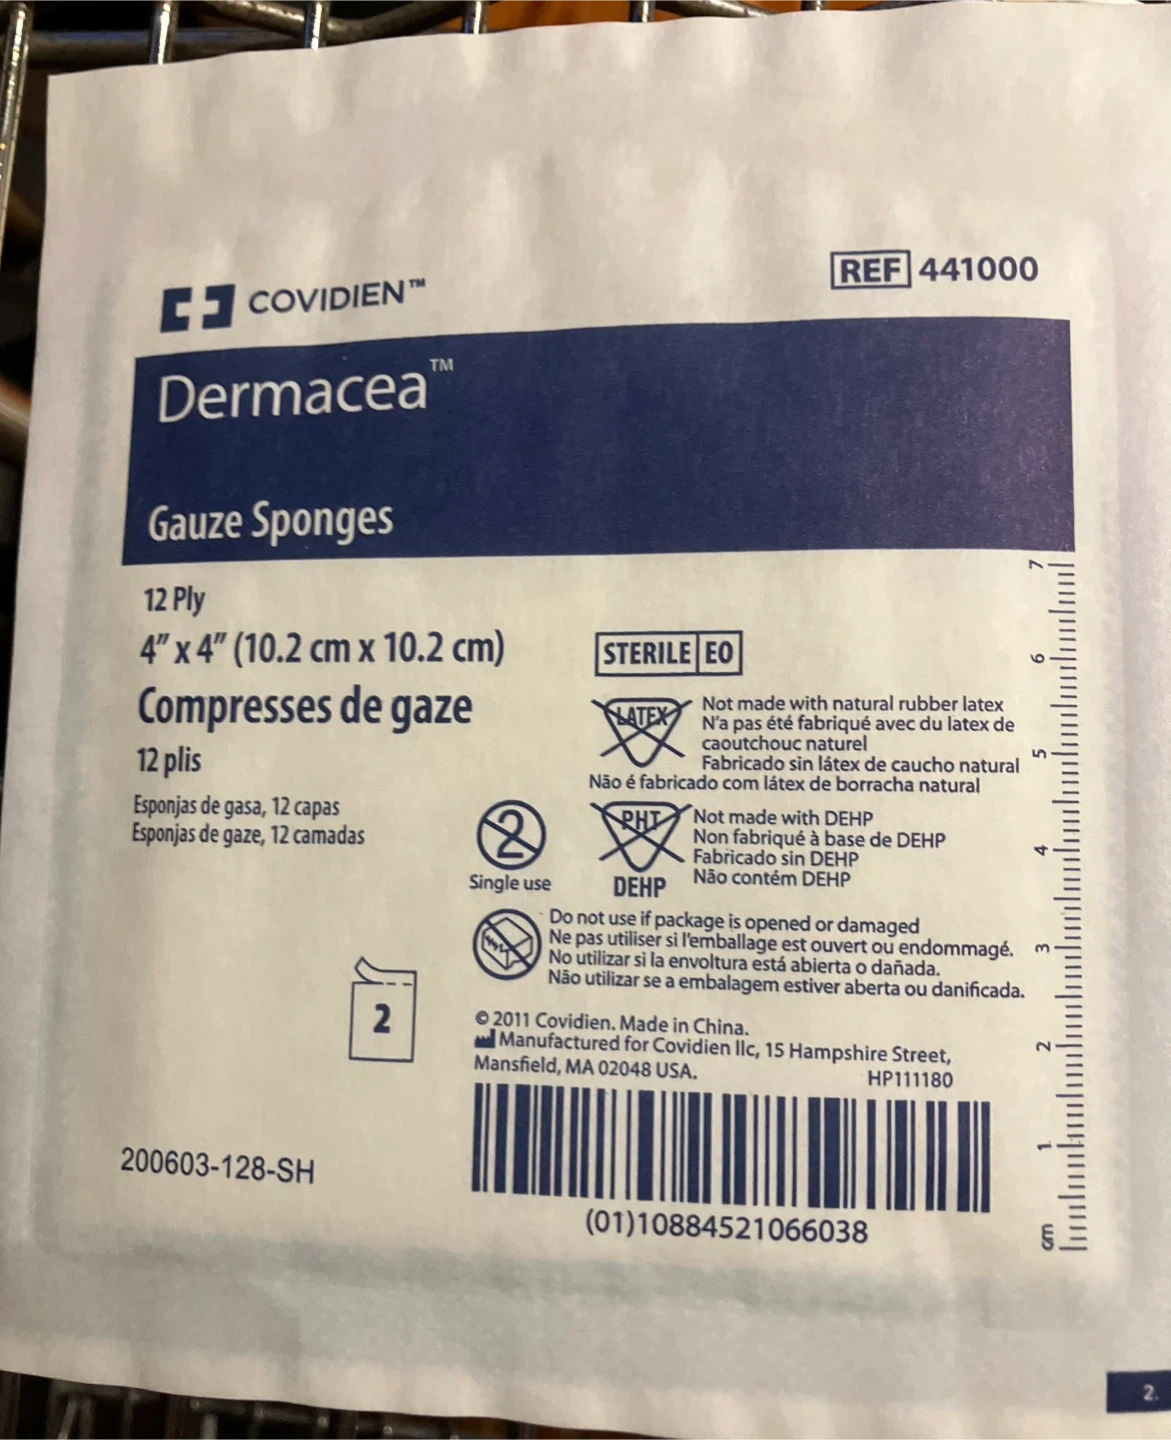 COVIDIEN™
REF 441000
Dermacea™
Gauze Sponges
12 Ply
4" x 4" (10.2 cm x 10.2 cm)
Compresses de gaze
12 plis
Esponjas de gasa, 12 capas
Esponjas de gaze, 12 camadas
STERILE EO
LATEX
Not made with natural rubber latex
N'a pas été fabriqué avec du latex de
caoutchouc naturel
Fabricado sin látex de caucho natural
Não é fabricado com látex de borracha natural
2
Single use
PHT
DEHP
Not made with DEHP
Non fabriqué à base de DEHP
Fabricado sin DEHP
Não contém DEHP
Do not use if package is opened or damaged
Ne pas utiliser si l'emballage est ouvert ou endommagé.
No utilizar si la envoltura está abierta o dañada.
Não utilizar se a embalagem estiver aberta ou danificada.
2
© 2011 Covidien. Made in China.
Manufactured for Covidien llc, 15 Hampshire Street,
Mansfield, MA 02048 USA.
HP111180
200603-128-SH
(01)10884521066038
7
6
5
4
3
2
1
cm
2.